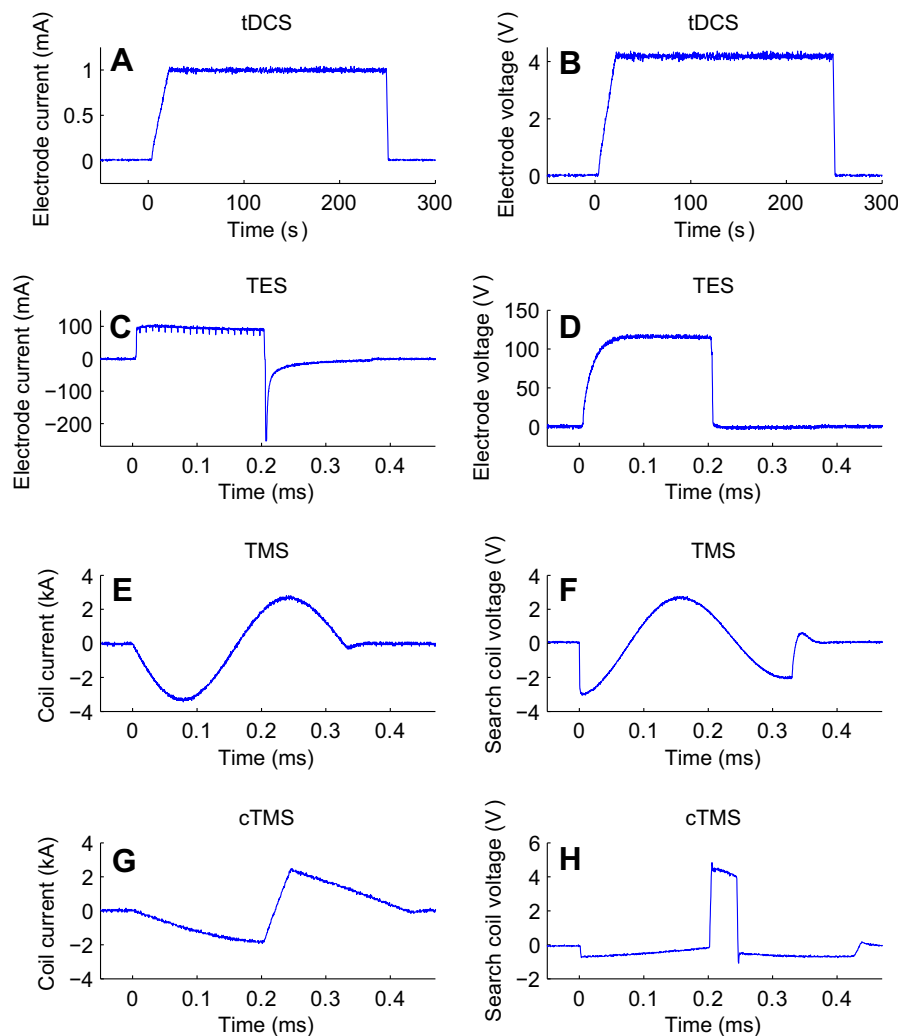 tDCS
A
Electrode current (mA)
1
0.5
0
0 100 200 300
Time (s)
tDCS
B
Electrode voltage (V)
4
2
0
0 100 200 300
Time (s)
TES
C
Electrode current (mA)
100
0
−100
−200
0 0.1 0.2 0.3 0.4
Time (ms)
TES
D
Electrode voltage (V)
150
100
50
0
0 0.1 0.2 0.3 0.4
Time (ms)
TMS
E
Coil current (kA)
4
2
0
−2
−4
0 0.1 0.2 0.3 0.4
Time (ms)
TMS
F
Search coil voltage (V)
4
2
0
−2
−4
0 0.1 0.2 0.3 0.4
Time (ms)
cTMS
G
Coil current (kA)
4
2
0
−2
−4
0 0.1 0.2 0.3 0.4
Time (ms)
cTMS
H
Search coil voltage (V)
6
4
2
0
−2
0 0.1 0.2 0.3 0.4
Time (ms)